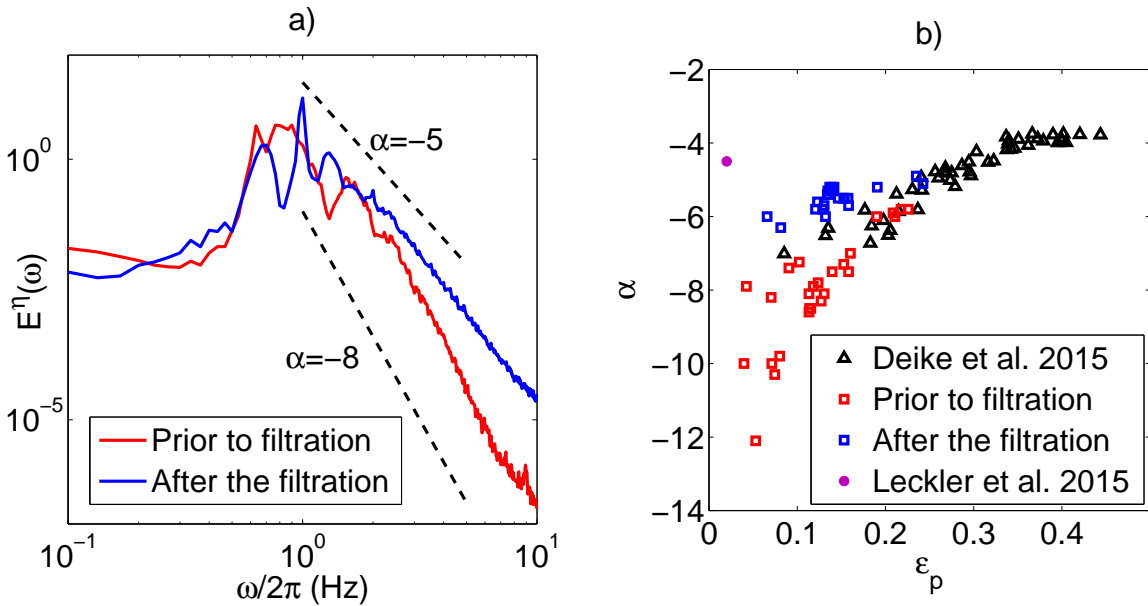 a)
E^η(ω)
10^0
10^−5
α=−5
α=−8
Prior to filtration
After the filtration
10^−1
10^0
10^1
ω/2π (Hz)
b)
α
−2
−4
−6
−8
−10
−12
−14
Deike et al. 2015
Prior to filtration
After the filtration
Leckler et al. 2015
0
0.1
0.2
0.3
0.4
ε_p